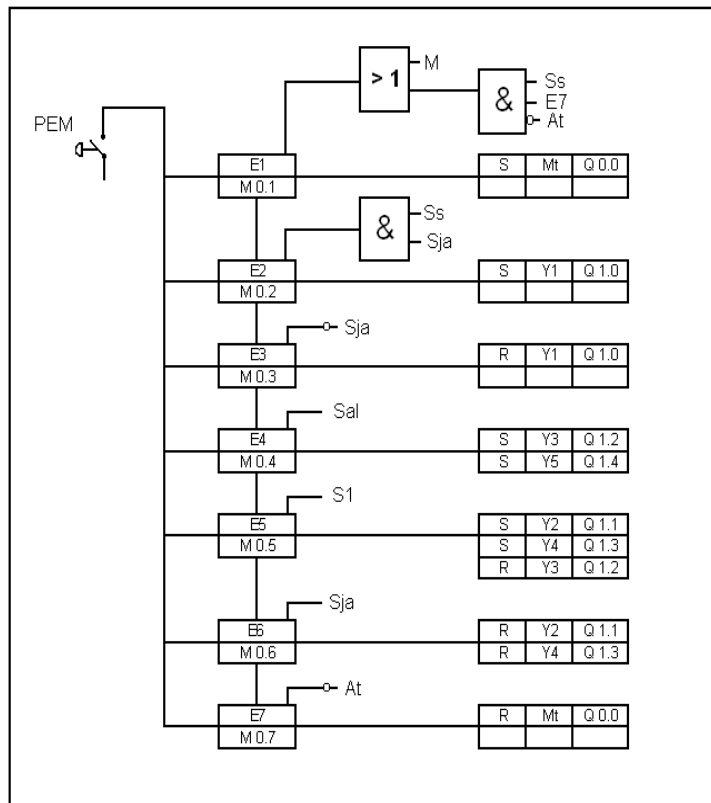 > 1
M
&
Ss
E7
At
PEM
E1
M 0.1
S Mt Q 0.0
&
Ss
Sja
E2
M 0.2
S Y1 Q 1.0
Sja
E3
M 0.3
R Y1 Q 1.0
Sal
E4
M 0.4
S Y3 Q 1.2
S Y5 Q 1.4
S1
E5
M 0.5
S Y2 Q 1.1
S Y4 Q 1.3
R Y3 Q 1.2
Sja
E6
M 0.6
R Y2 Q 1.1
R Y4 Q 1.3
At
E7
M 0.7
R Mt Q 0.0